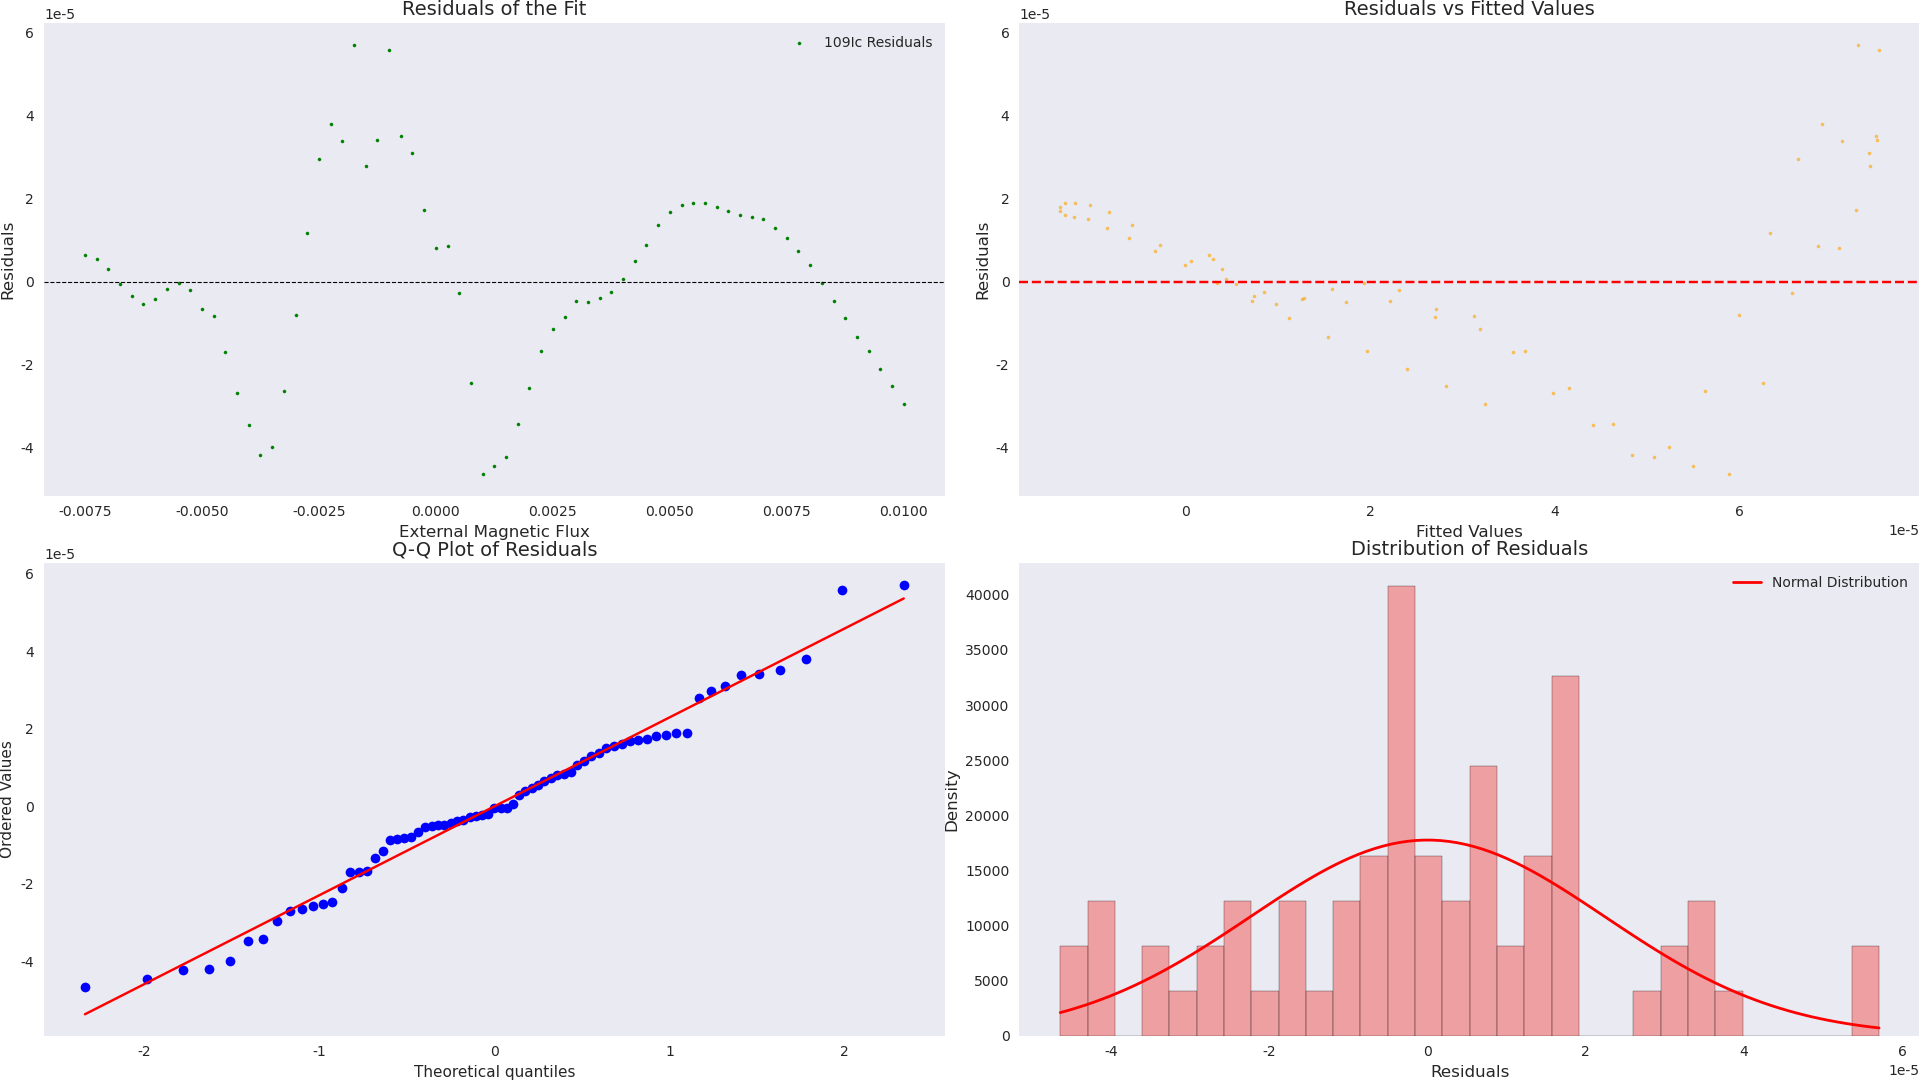 Residuals of the Fit
1e-5
109Ic Residuals
6
4
2
0
-2
-4
Residuals
-0.0075 -0.0050 -0.0025 0.0000 0.0025 0.0050 0.0075 0.0100
External Magnetic Flux
Residuals vs Fitted Values
1e-5
6
4
2
0
-2
-4
Residuals
0 2 4 6
1e-5
Fitted Values
Q-Q Plot of Residuals
1e-5
6
4
2
0
-2
-4
Ordered Values
-2 -1 0 1 2
Theoretical quantiles
Distribution of Residuals
Normal Distribution
40000
35000
30000
25000
20000
15000
10000
5000
0
Density
-4 -2 0 2 4 6
1e-5
Residuals